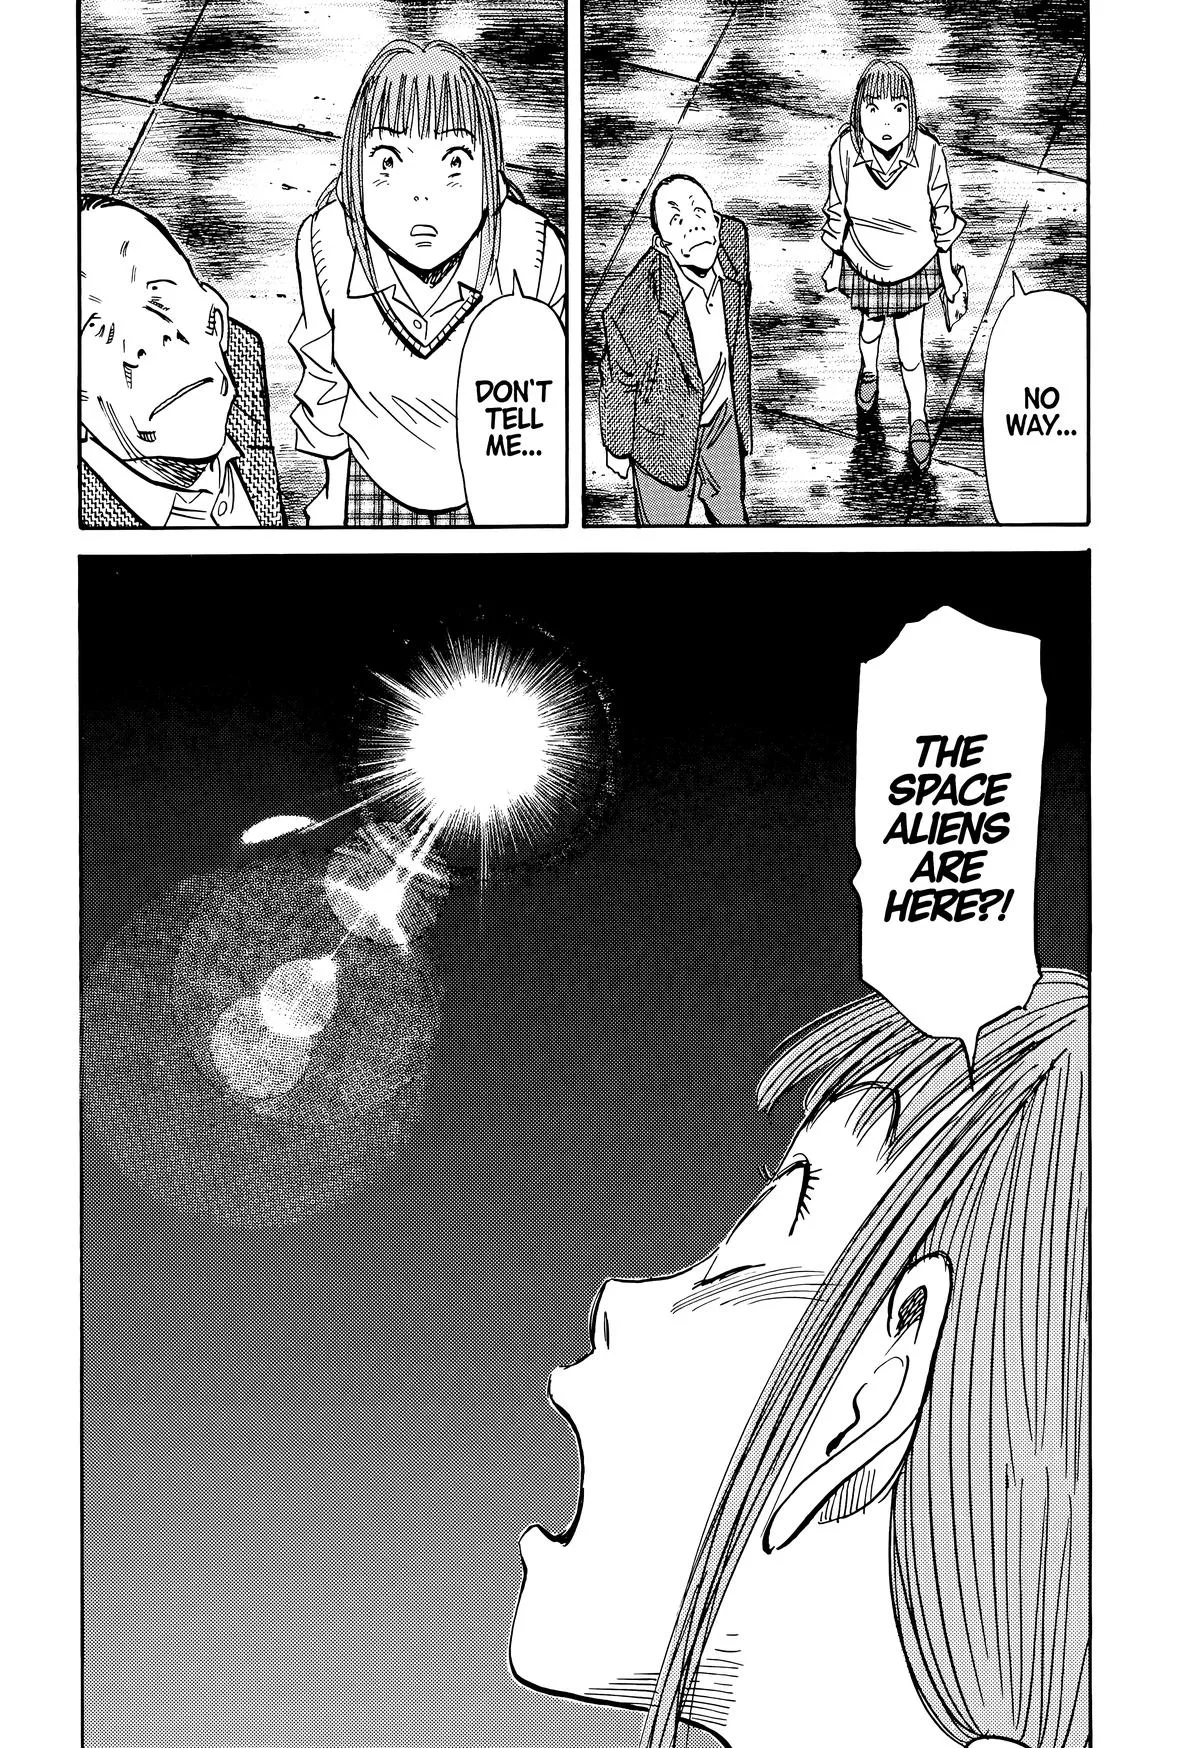 NO
WAY...
DON'T
TELL
ME...
THE
SPACE
ALIENS
ARE
HERE?!